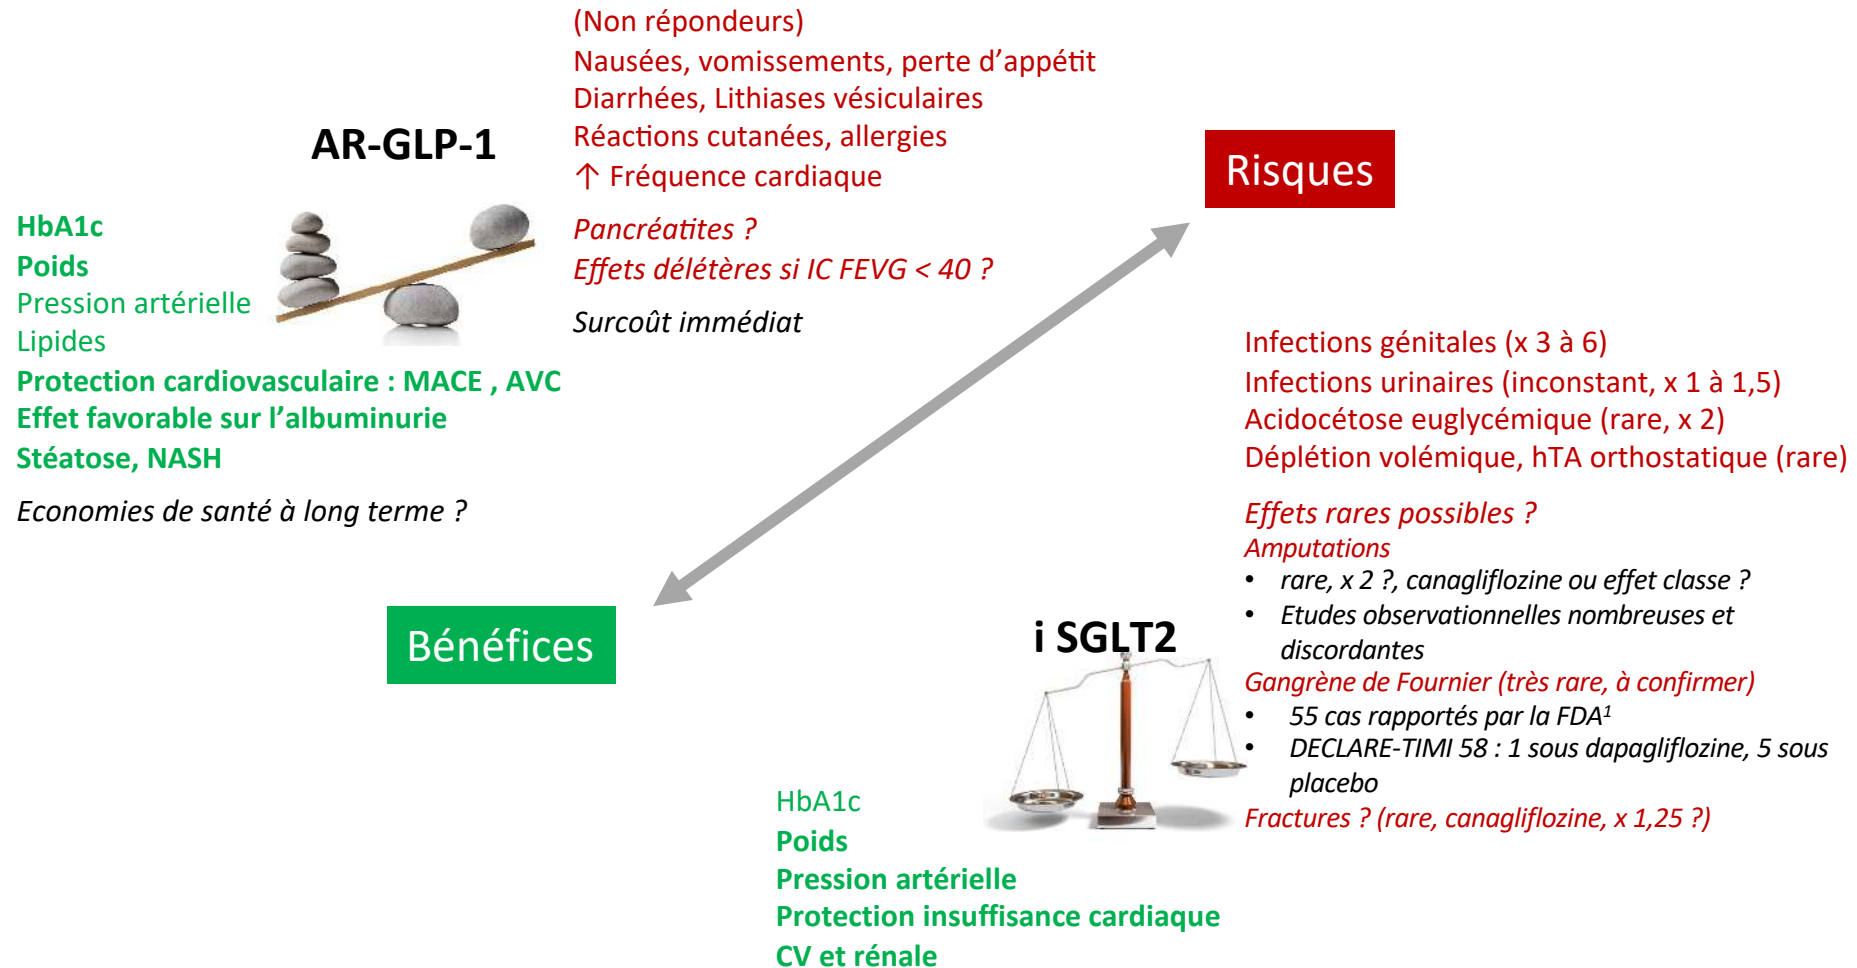 (Non répondeurs)
Nausées, vomissements, perte d’appétit
Diarrhées, Lithiases vésiculaires
Réactions cutanées, allergies
↑ Fréquence cardiaque
Pancréatites ?
Effets délétères si IC FEVG < 40 ?
Surcoût immédiat
AR-GLP-1
HbA1c
Poids
Pression artérielle
Lipides
Protection cardiovasculaire : MACE , AVC
Effet favorable sur l’albuminurie
Stéatose, NASH
Economies de santé à long terme ?
Risques
Bénéfices
Infections génitales (x 3 à 6)
Infections urinaires (inconstant, x 1 à 1,5)
Acidocétose euglycémique (rare, x 2)
Déplétion volémique, hTA orthostatique (rare)
Effets rares possibles ?
Amputations
• rare, x 2 ?, canagliflozine ou effet classe ?
• Etudes observationnelles nombreuses et
discordantes
Gangrène de Fournier (très rare, à confirmer)
• 55 cas rapportés par la FDA¹
• DECLARE-TIMI 58 : 1 sous dapagliflozine, 5 sous
placebo
Fractures ? (rare, canagliflozine, x 1,25 ?)
i SGLT2
HbA1c
Poids
Pression artérielle
Protection insuffisance cardiaque
CV et rénale